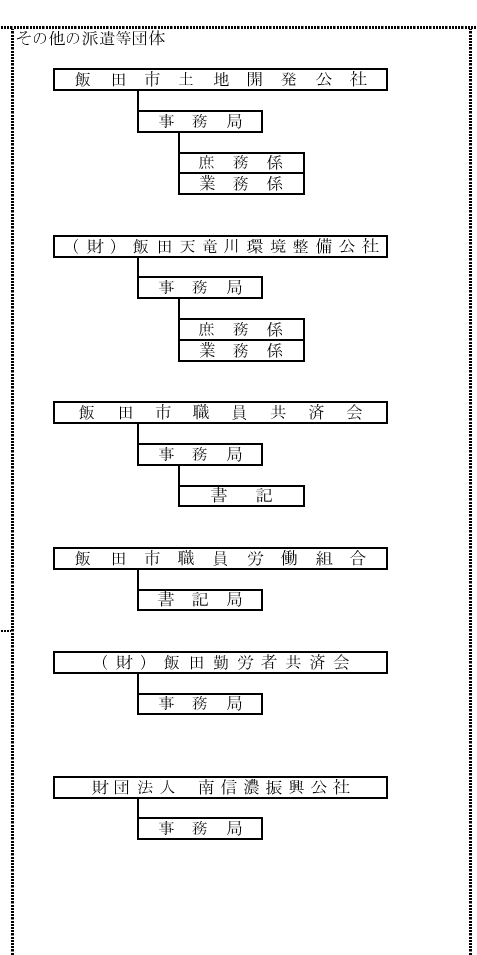 その他の派遣等団体
飯田市土地開発公社
事務局
庶務係
業務係
(財)飯田天竜川環境整備公社
事務局
庶務係
業務係
飯田市職員共済会
事務局
書記
飯田市職員労働組合
書記局
(財)飯田勤労者共済会
事務局
財団法人 南信濃振興公社
事務局